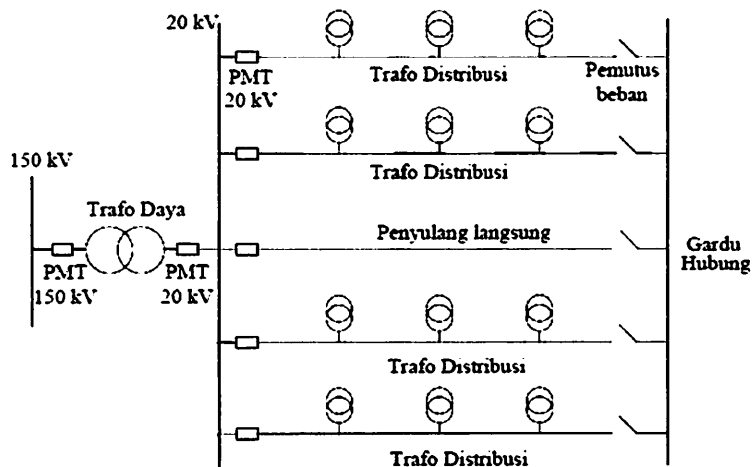 20 kV
PMT
20 kV
Trafo Distribusi
Pemutus
beban
Trafo Distribusi
150 kV
Trafo Daya
PMT
150 kV
PMT
20 kV
Penyulang langsung
Gardu
Hubung
Trafo Distribusi
Trafo Distribusi